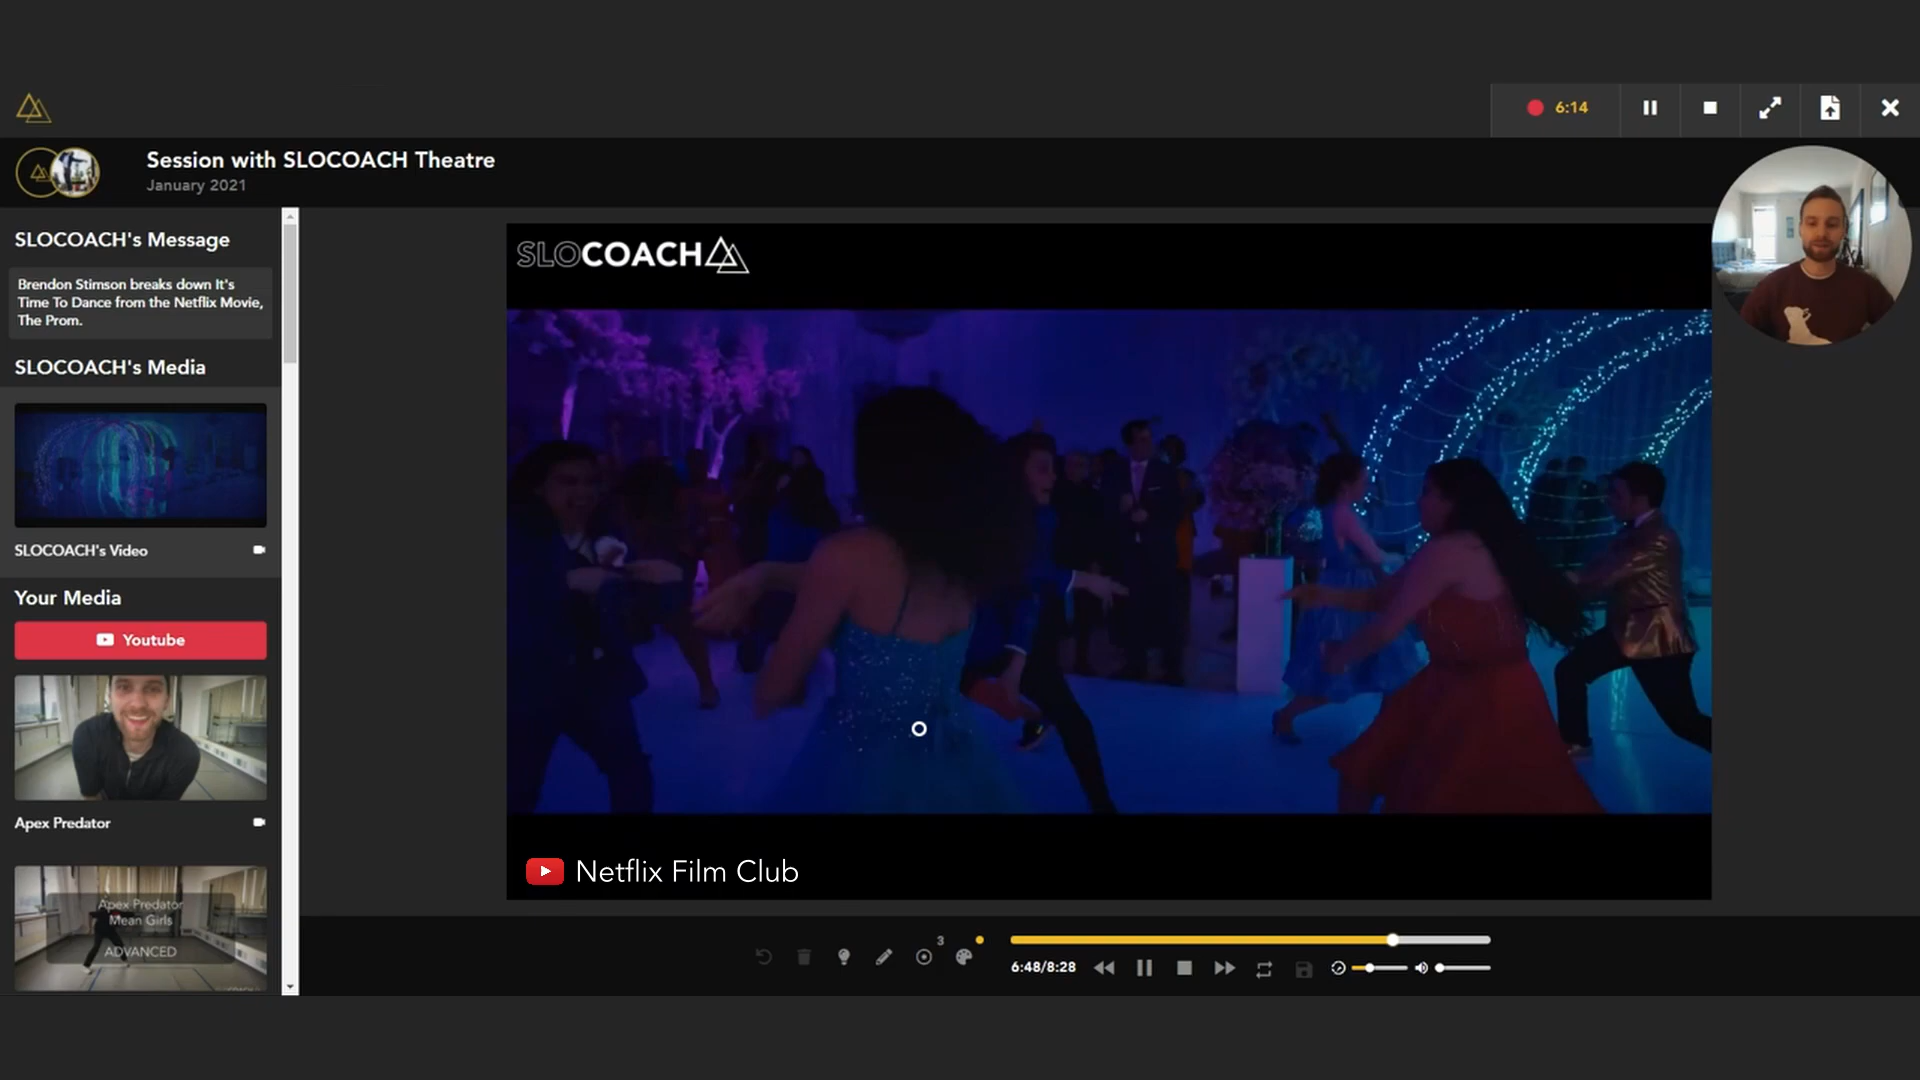 6:14
Session with SLOCOACH Theatre
January 2021
SLOCOACH's Message
Brendon Stimson breaks down It's
Time To Dance from the Netflix Movie,
The Prom.
SLOCOACH's Media
SLOCOACH's Video
Your Media
Youtube
Apex Predator
Apex Predator
Mean Girls
ADVANCED
SLOCOACH
Netflix Film Club
3
6:48/8:28